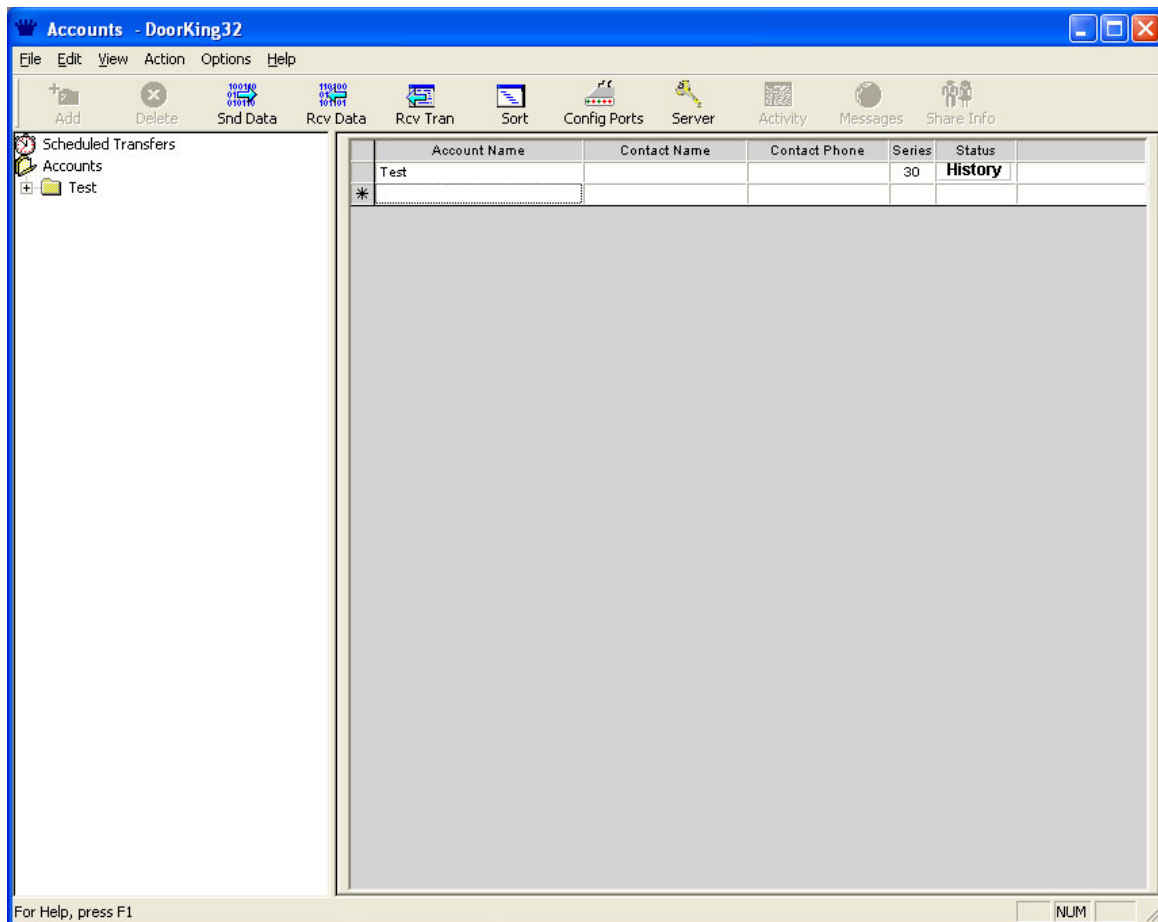 Accounts - DoorKing32
File Edit View Action Options Help
Add Delete Snd Data Rcv Data Rcv Tran Sort Config Ports Server Activity Messages Share Info
Scheduled Transfers
Accounts
Test
Account Name Contact Name Contact Phone Series Status
Test 30 History
For Help, press F1 NUM